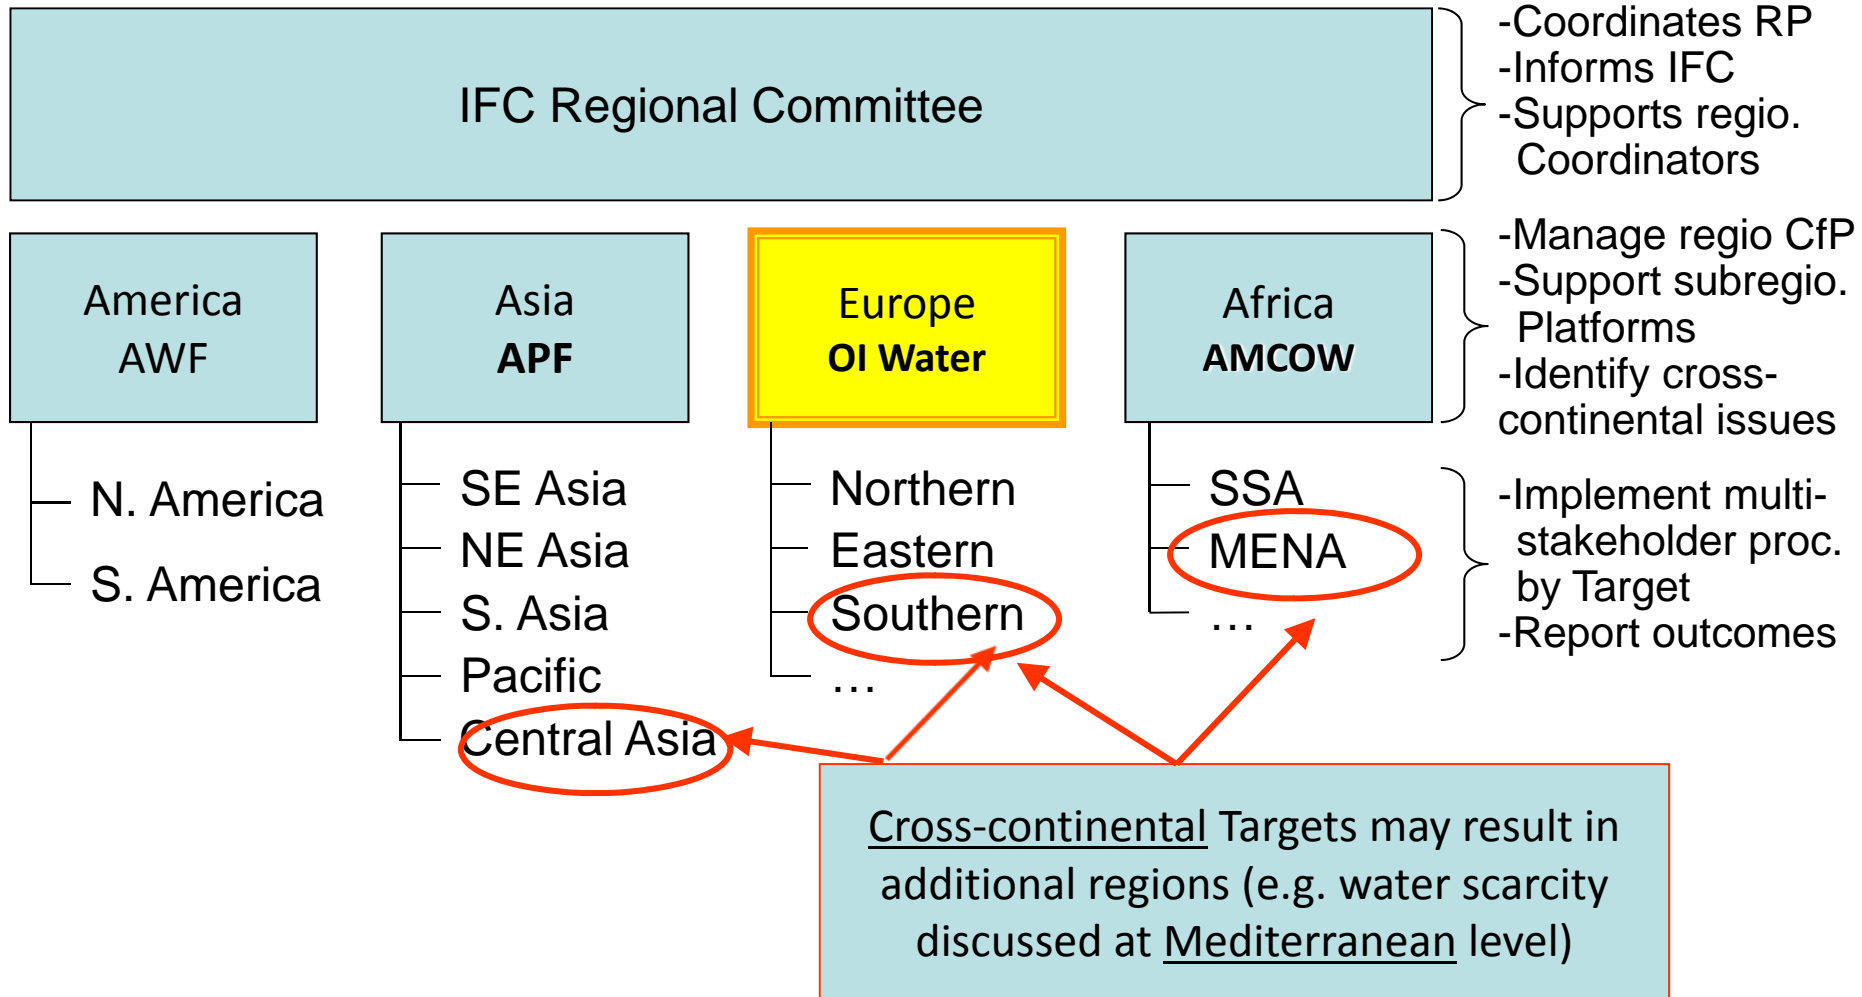 IFC Regional Committee
-Coordinates RP
-Informs IFC
-Supports regio.
Coordinators
America
AWF
Asia
APF
Europe
OI Water
Africa
AMCOW
-Manage regio CfP
-Support subregio.
Platforms
-Identify cross-
continental issues
N. America
S. America
SE Asia
NE Asia
S. Asia
Pacific
Central Asia
Northern
Eastern
Southern
…
SSA
MENA
…
-Implement multi-
stakeholder proc.
by Target
-Report outcomes
Cross-continental Targets may result in
additional regions (e.g. water scarcity
discussed at Mediterranean level)